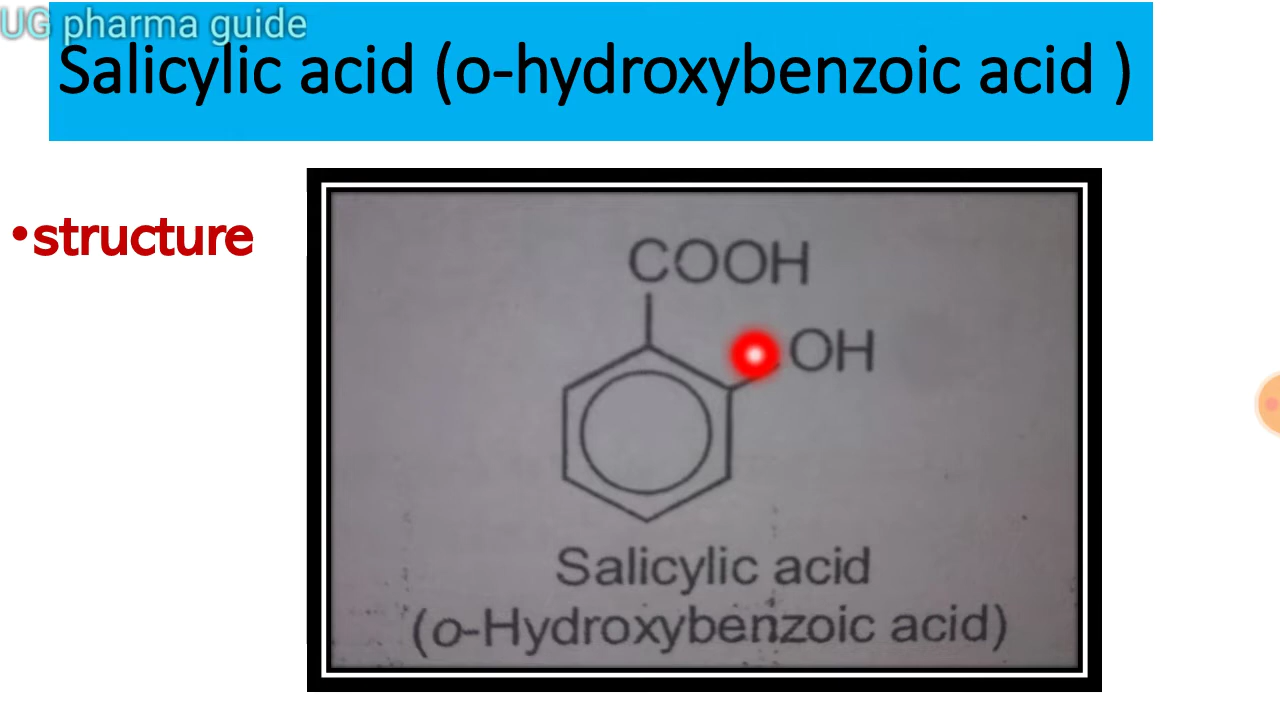 UG pharma guide
Salicylic acid (o-hydroxybenzoic acid )
•structure
COOH
OH
Salicylic acid
(o-Hydroxybenzoic acid)